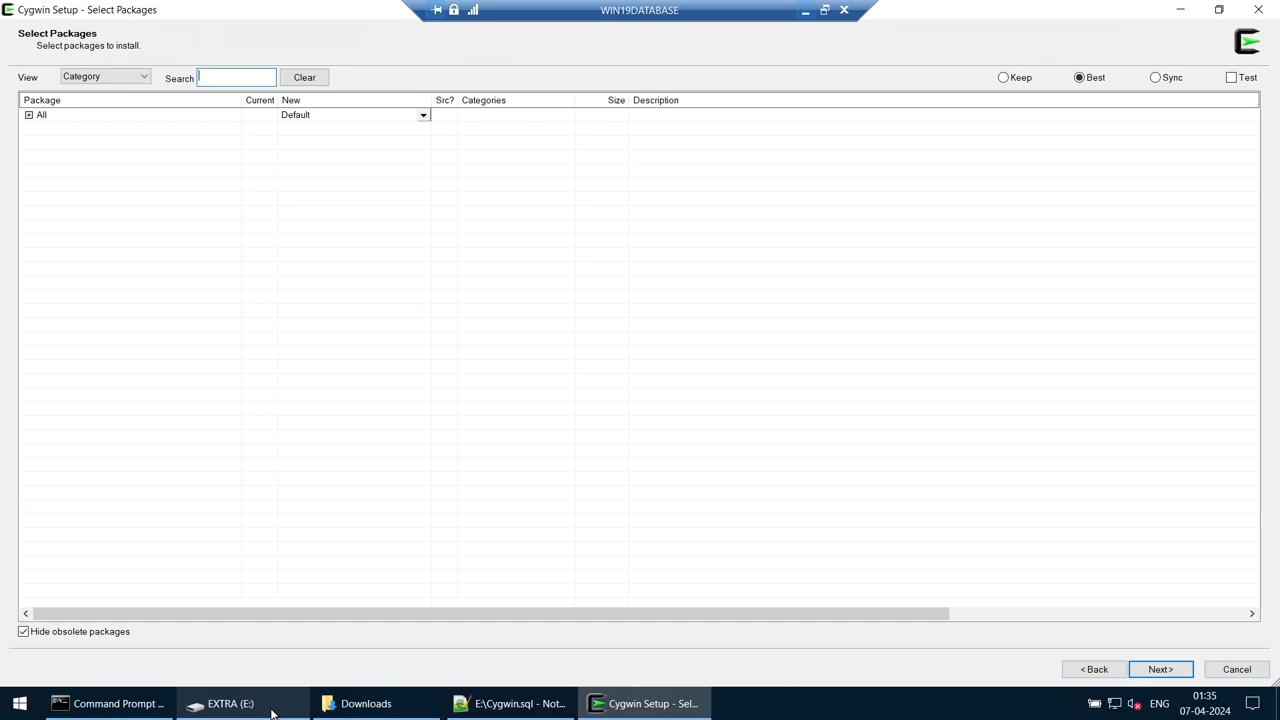 Cygwin Setup - Select Packages
WIN19DATABASE
Select Packages
Select packages to install.
View Category Search Clear Keep Best Sync Test
Package Current New Src? Categories Size Description
All Default
Hide obsolete packages
< Back Next > Cancel
Command Prompt ... EXTRA (E:) Downloads E:\Cygwin.sql - Not... Cygwin Setup - Sel... ENG 01:35
07-04-2024